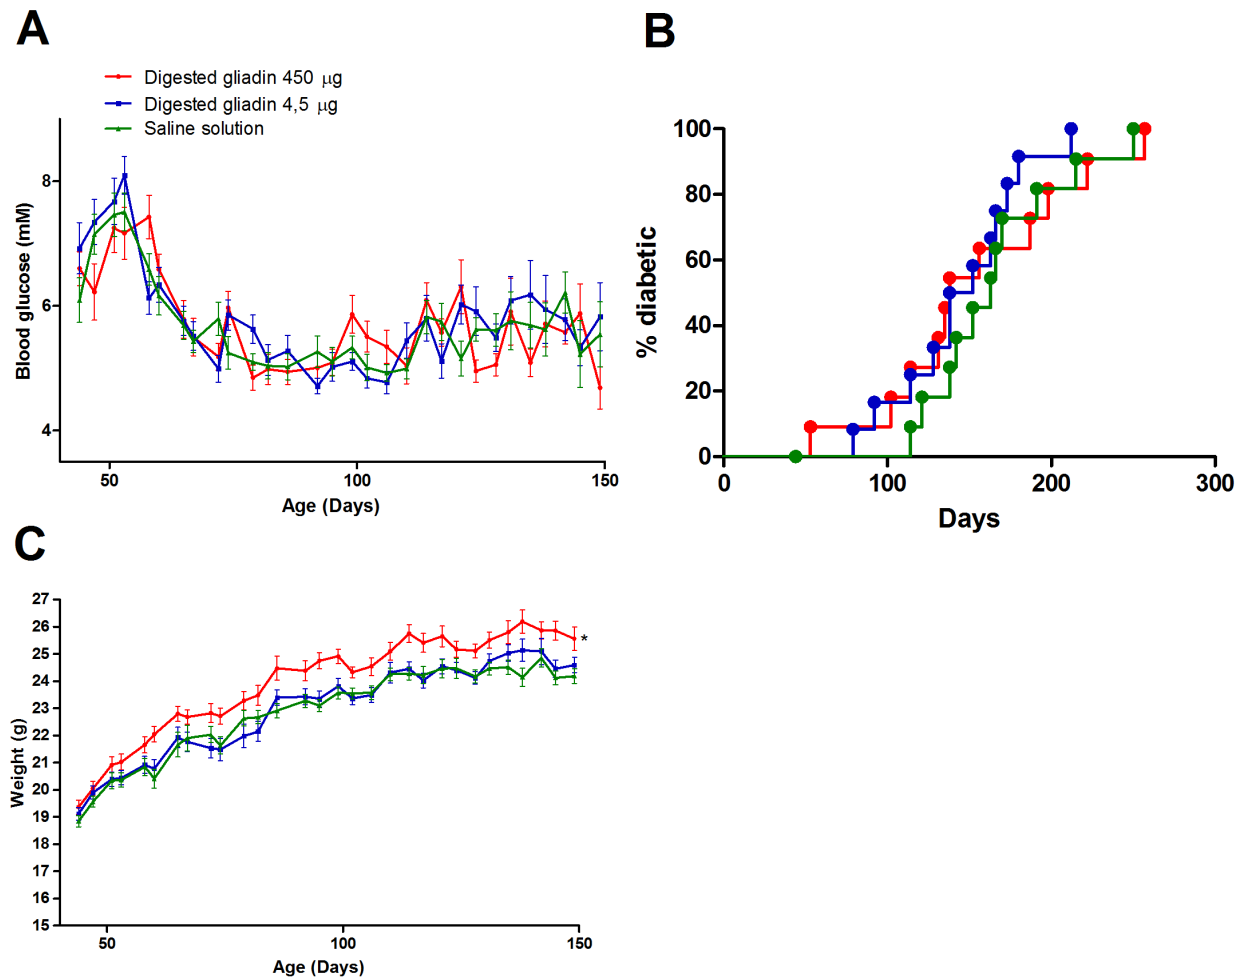 A
Digested gliadin 450 μg
Digested gliadin 4,5 μg
Saline solution
8
6
4
Blood glucose (mM)
50
100
150
Age (Days)
B
100
80
60
40
20
0
% diabetic
0
100
200
300
Days
C
27
26
25
24
23
22
21
20
19
18
17
16
15
Weight (g)
*
50
100
150
Age (Days)